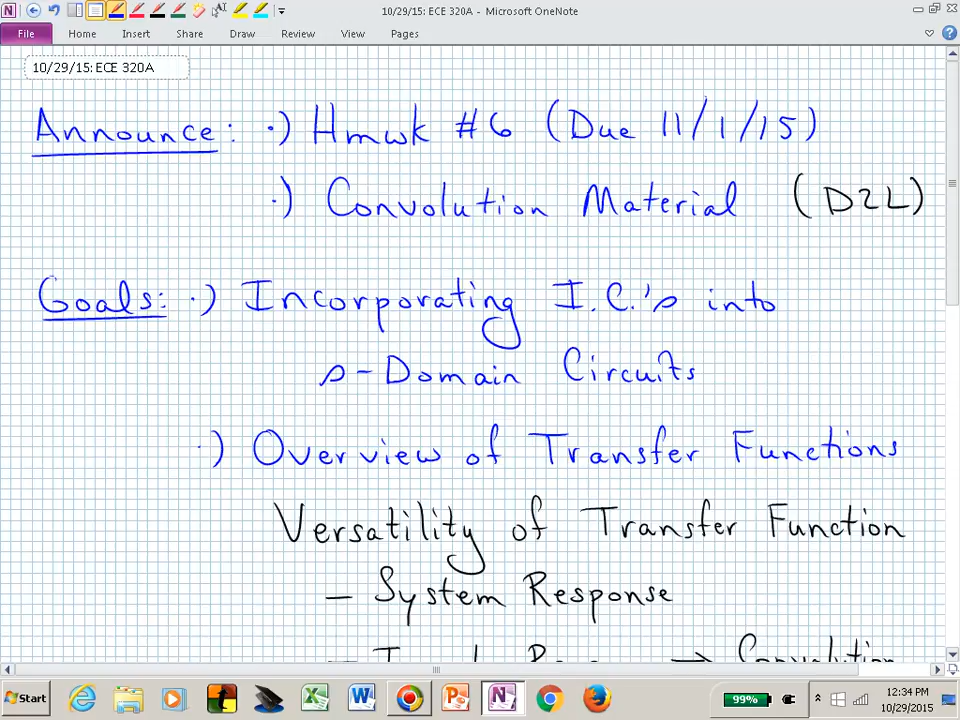 10/29/15: ECE 320A - Microsoft OneNote
File Home Insert Share Draw Review View Pages
10/29/15: ECE 320A
Announce: ·) Hmwk #6 (Due 11/1/15)
·) Convolution Material (D2L)
Goals: ·) Incorporating I.C.'s into
s-Domain Circuits
·) Overview of Transfer Functions
Versatility of Transfer Function
- System Response
→ Convolution
Start
99%
12:34 PM
10/29/2015